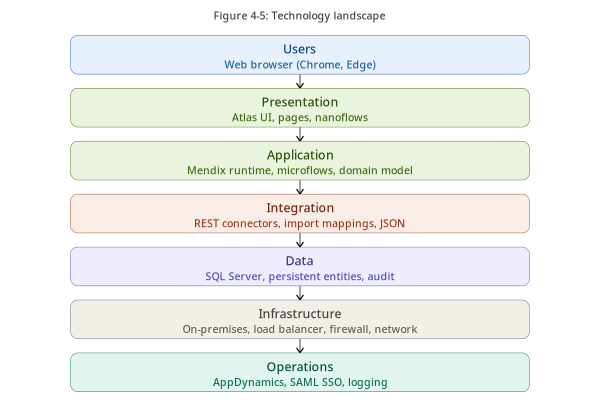 Figure 4-5: Technology landscape
Users
Web browser (Chrome, Edge)
Presentation
Atlas UI, pages, nanoflows
Application
Mendix runtime, microflows, domain model
Integration
REST connectors, import mappings, JSON
Data
SQL Server, persistent entities, audit
Infrastructure
On-premises, load balancer, firewall, network
Operations
AppDynamics, SAML SSO, logging